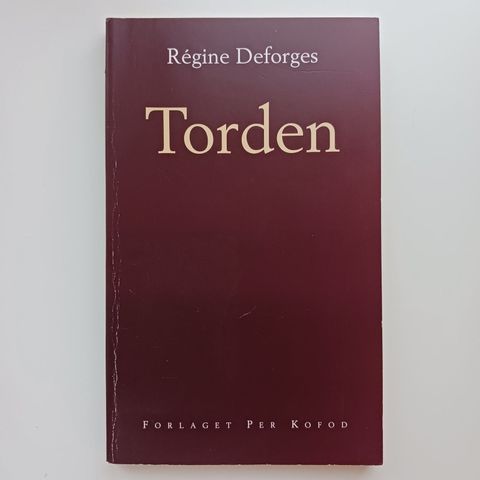 Régine Deforges
Torden
FORLAGET PER KOFOD